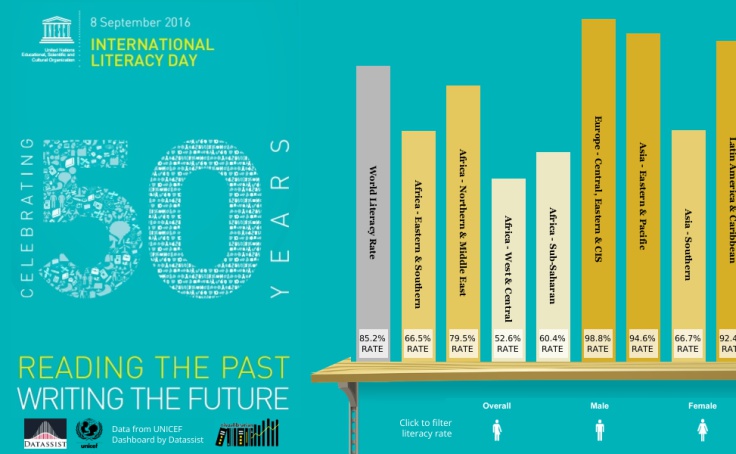 8 September 2016
INTERNATIONAL
LITERACY DAY
United Nations
Educational, Scientific and
Cultural Organization
CELEBRATING
50
YEARS
READING THE PAST
WRITING THE FUTURE
DATASSIST
unicef
Data from UNICEF
Dashboard by Datassist
World Literacy Rate
85.2%
RATE
Africa - Eastern & Southern
66.5%
RATE
Africa - Northern & Middle East
79.5%
RATE
Africa - West & Central
52.6%
RATE
Africa - Sub-Saharan
60.4%
RATE
Europe - Central, Eastern & CIS
98.8%
RATE
Asia - Eastern & Pacific
94.6%
RATE
Asia - Southern
66.7%
RATE
Latin America & Caribbean
92.4
RAT
Click to filter
literacy rate
Overall
Male
Female